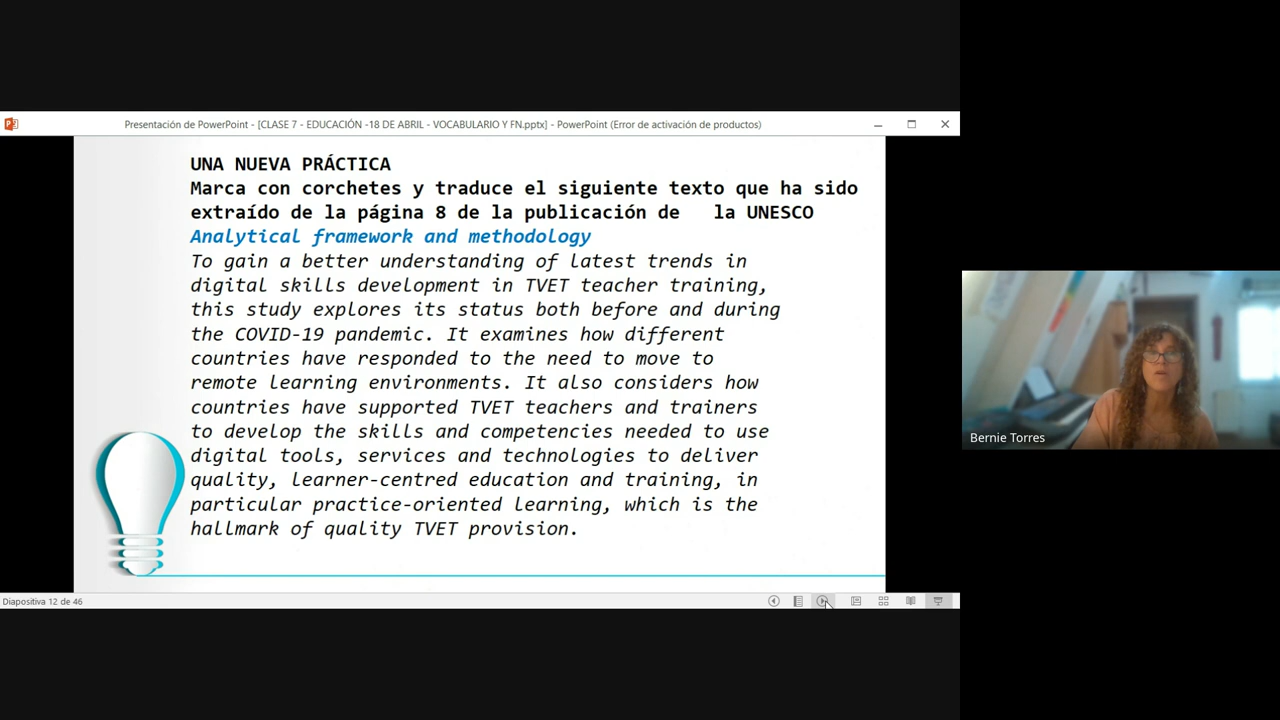 Presentación de PowerPoint - [CLASE 7 - EDUCACIÓN -18 DE ABRIL - VOCABULARIO Y FN.pptx] - PowerPoint (Error de activación de productos)
UNA NUEVA PRÁCTICA
Marca con corchetes y traduce el siguiente texto que ha sido
extraído de la página 8 de la publicación de la UNESCO
Analytical framework and methodology
To gain a better understanding of latest trends in
digital skills development in TVET teacher training,
this study explores its status both before and during
the COVID-19 pandemic. It examines how different
countries have responded to the need to move to
remote learning environments. It also considers how
countries have supported TVET teachers and trainers
to develop the skills and competencies needed to use
digital tools, services and technologies to deliver
quality, learner-centred education and training, in
particular practice-oriented learning, which is the
hallmark of quality TVET provision.
Diapositiva 12 de 46
Bernie Torres